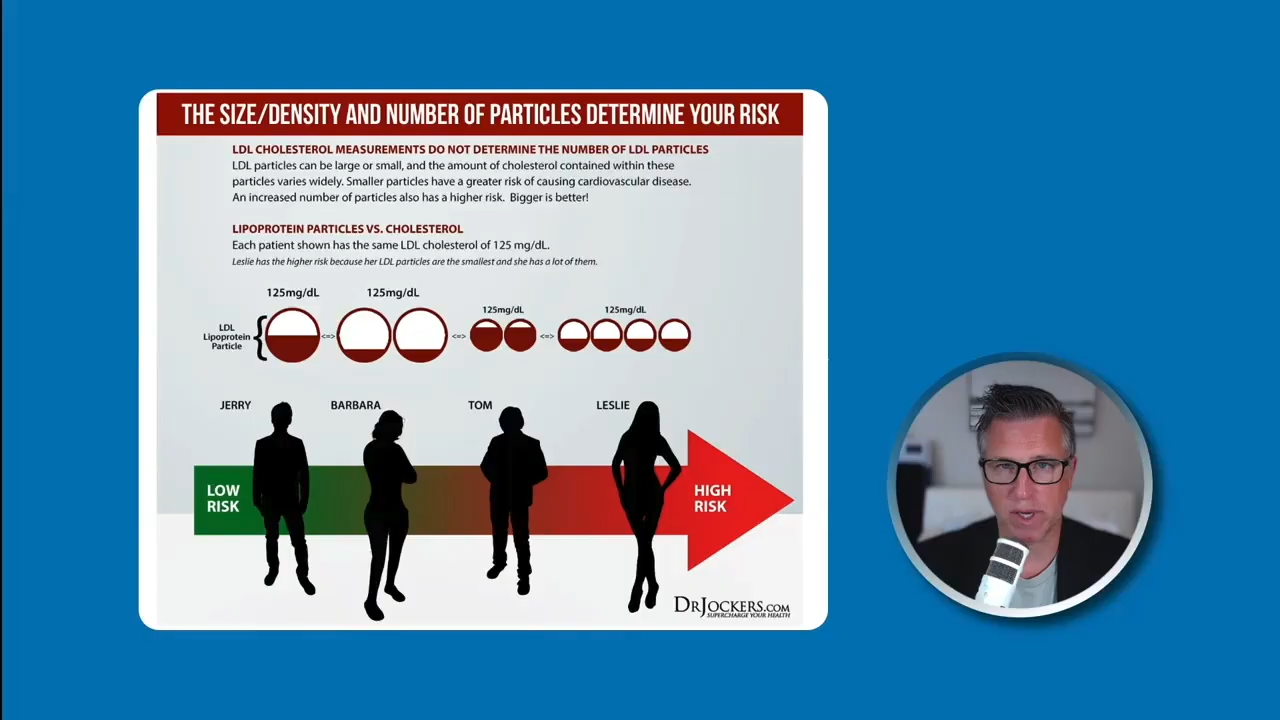 THE SIZE/DENSITY AND NUMBER OF PARTICLES DETERMINE YOUR RISK
LDL CHOLESTEROL MEASUREMENTS DO NOT DETERMINE THE NUMBER OF LDL PARTICLES
LDL particles can be large or small, and the amount of cholesterol contained within these
particles varies widely. Smaller particles have a greater risk of causing cardiovascular disease.
An increased number of particles also has a higher risk. Bigger is better!
LIPOPROTEIN PARTICLES VS. CHOLESTEROL
Each patient shown has the same LDL cholesterol of 125 mg/dL.
Leslie has the higher risk because her LDL particles are the smallest and she has a lot of them.
125mg/dL 125mg/dL 125mg/dL 125mg/dL
LDL
Lipoprotein
Particle
<=> <=> <=>
JERRY BARBARA TOM LESLIE
LOW
RISK
HIGH
RISK
DRJOCKERS.COM
SUPERCHARGE YOUR HEALTH